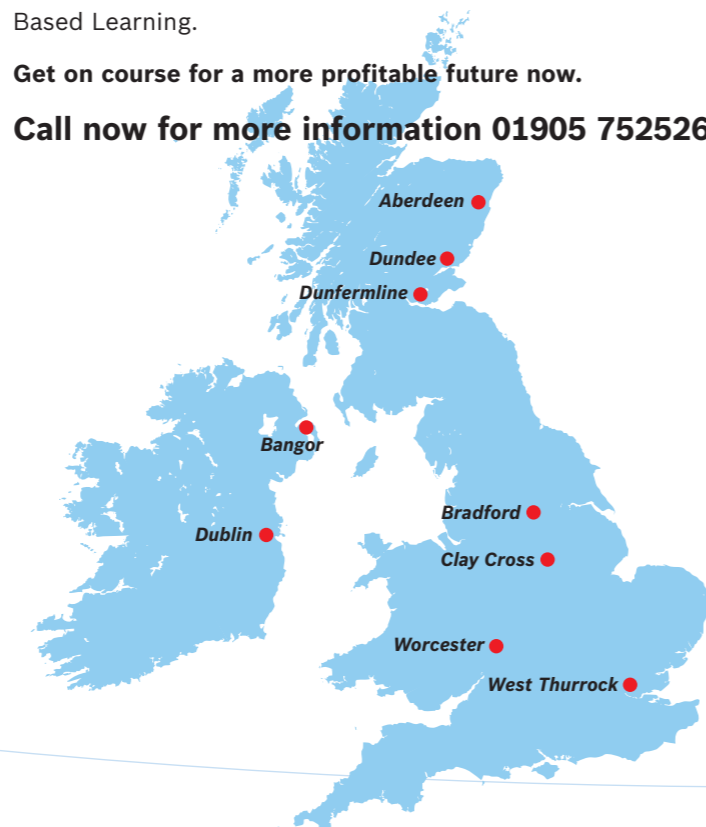 Based Learning.
Get on course for a more profitable future now.
Call now for more information 01905 752526
Aberdeen
Dundee
Dunfermline
Bangor
Bradford
Dublin
Clay Cross
Worcester
West Thurrock